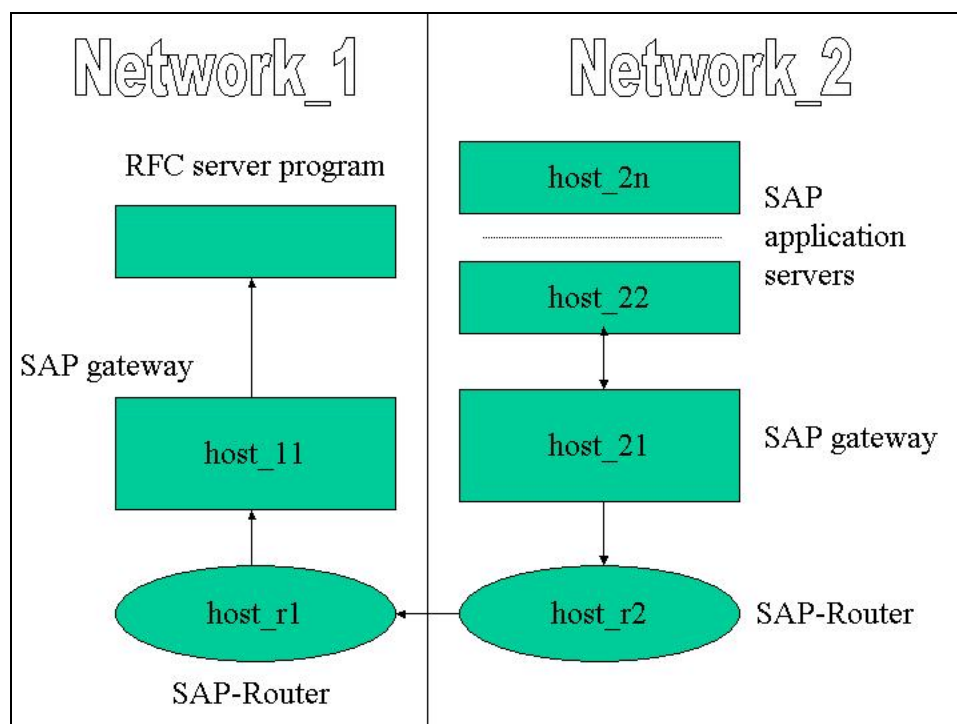 Network_1
RFC server program
SAP gateway
host_11
host_r1
SAP-Router
Network_2
host_2n
SAP
application
servers
host_22
host_21
SAP gateway
host_r2
SAP-Router